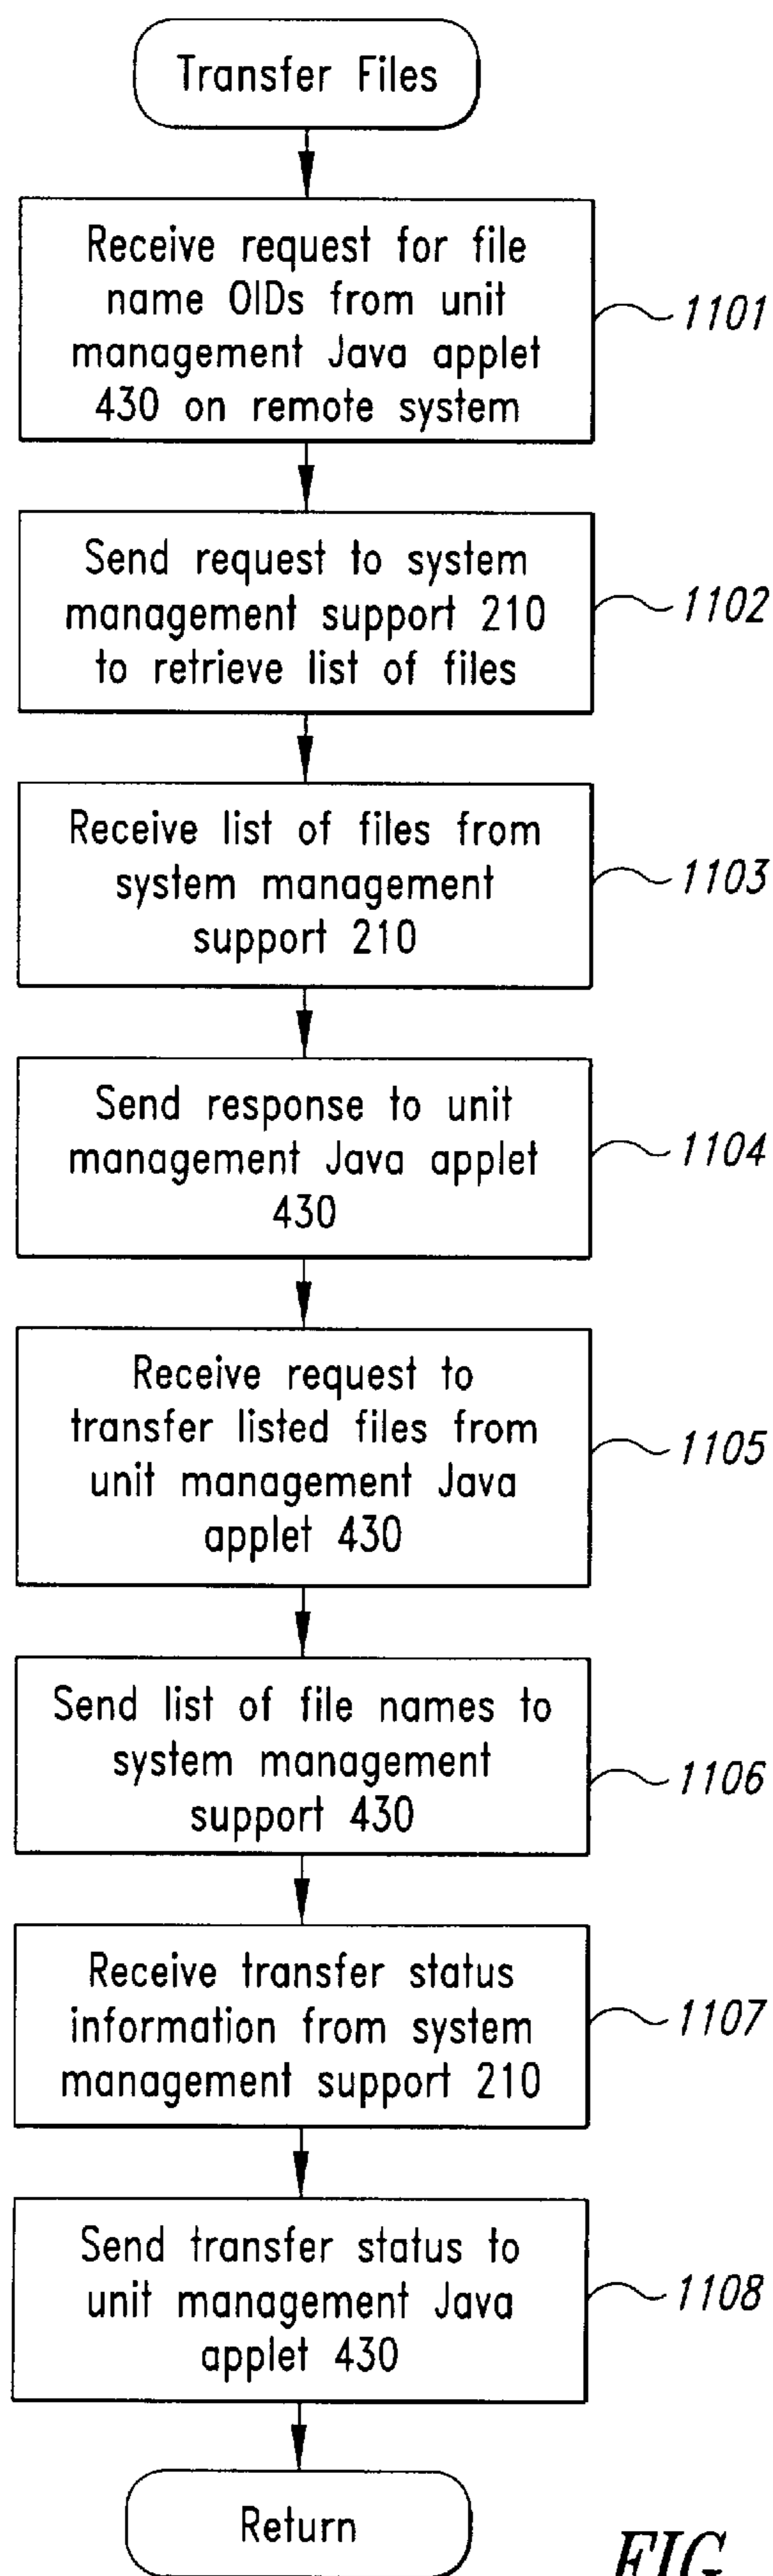 Transfer Files
Receive request for file
name OIDs from unit
management Java applet
430 on remote system
1101
Send request to system
management support 210
to retrieve list of files
1102
Receive list of files from
system management
support 210
1103
Send response to unit
management Java applet
430
1104
Receive request to
transfer listed files from
unit management Java
applet 430
1105
Send list of file names to
system management
support 430
1106
Receive transfer status
information from system
management support 210
1107
Send transfer status to
unit management Java
applet 430
1108
Return
FIG